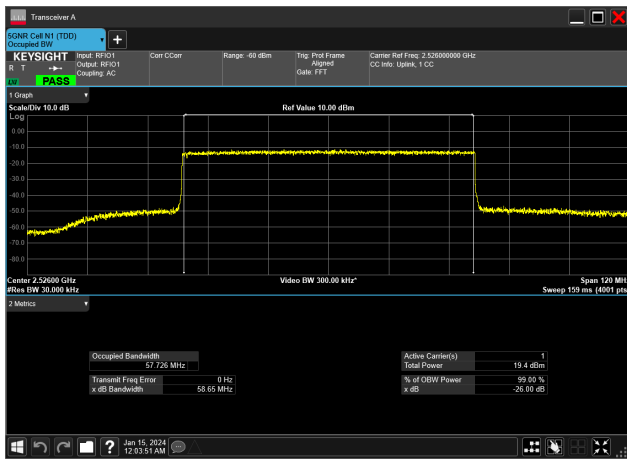 Transceiver A
5GNR Cell N1 (TDD)
Occupied BW
+
KEYSIGHT
R T
PASS
Input: RFIO1
Output: RFIO1
Coupling: AC
Corr CCorr
Range: -60 dBm
Trig: Prot Frame
Aligned
Gate: FFT
Carrier Ref Freq: 2.526000000 GHz
CC Info: Uplink, 1 CC
1 Graph
Scale/Div 10.0 dB
Ref Value 10.00 dBm
Log
0.00
-10.0
-20.0
-30.0
-40.0
-50.0
-60.0
-70.0
-80.0
Center 2.52600 GHz
Video BW 300.00 kHz*
Span 120 MH
#Res BW 30.000 kHz
Sweep 159 ms (4001 pts
2 Metrics
Occupied Bandwidth
57.726 MHz
Transmit Freq Error 0 Hz
x dB Bandwidth 58.65 MHz
Active Carrier(s) 1
Total Power 19.4 dBm
% of OBW Power 99.00 %
x dB -26.00 dB
?
Jan 15, 2024
12:03:51 AM